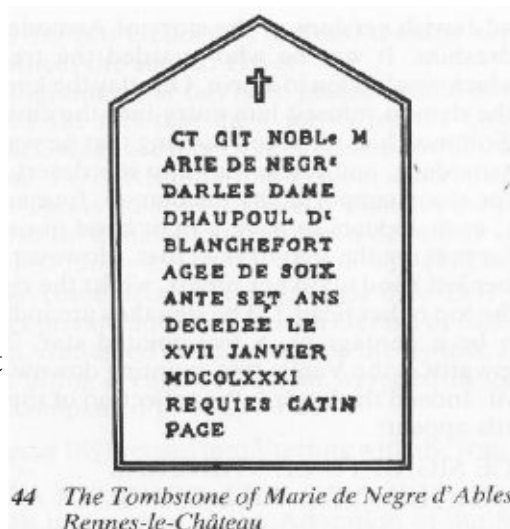 CT GIT NOBLe M
ARIE DE NEGRᵉ
DARLES DAME
DHAUPOUL Dᵉ
BLANCHEFORT
AGEE DE SOIX
ANTE SET ANS
DECEDEE LE
XVII JANVIER
MDCOLXXXI
REQUIES CATIN
PACE
44 The Tombstone of Marie de Negre d'Ables
Rennes-le-Château